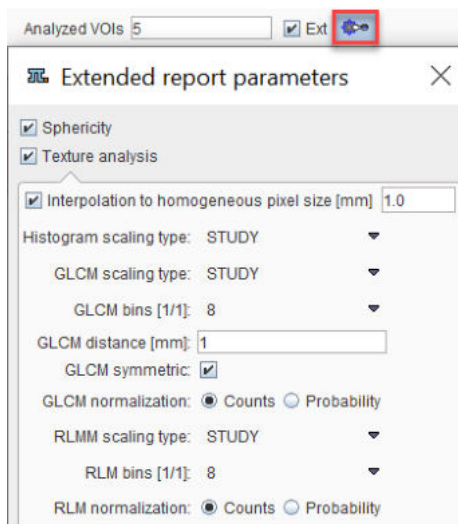 Analyzed VOIs 5 Ext
Extended report parameters
Sphericity
Texture analysis
Interpolation to homogeneous pixel size [mm] 1.0
Histogram scaling type: STUDY
GLCM scaling type: STUDY
GLCM bins [1/1]: 8
GLCM distance [mm]: 1
GLCM symmetric:
GLCM normalization: Counts Probability
RLMM scaling type: STUDY
RLM bins [1/1]: 8
RLM normalization: Counts Probability